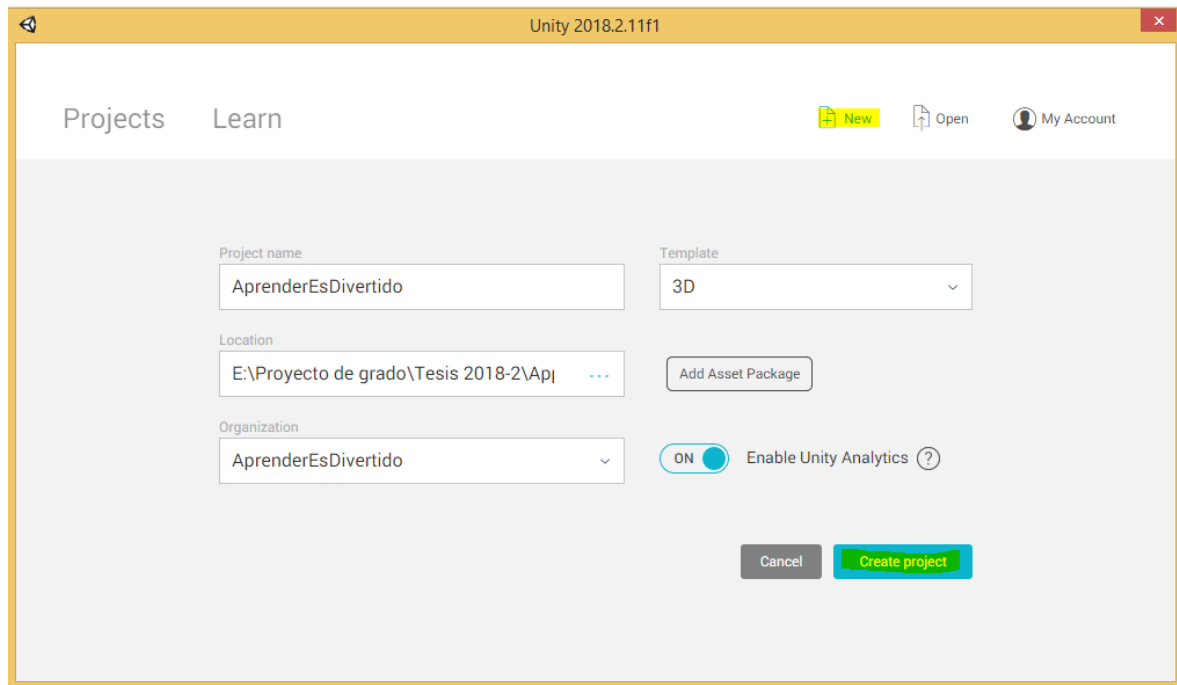 Unity 2018.2.11f1
Projects Learn New Open My Account
Project name Template
AprenderEsDivertido 3D
Location
E:\Proyecto de grado\Tesis 2018-2\App ... Add Asset Package
Organization
AprenderEsDivertido ON Enable Unity Analytics ?
Cancel Create project